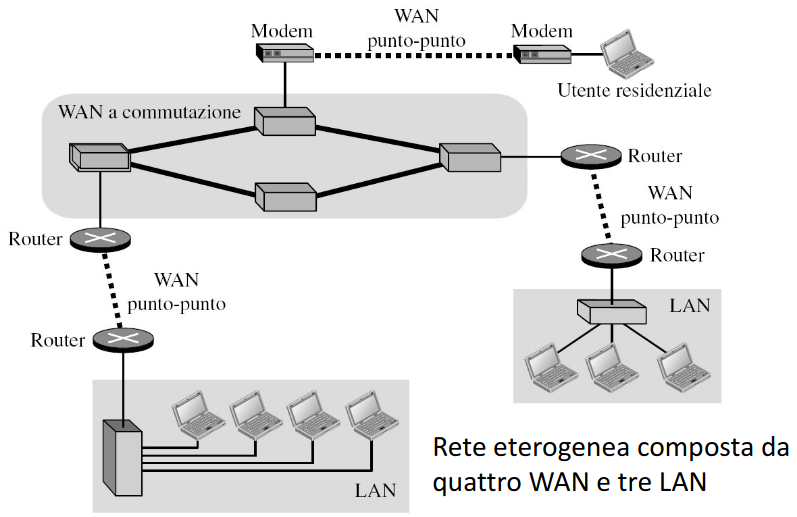 WAN
punto-punto
Modem
Modem
Utente residenziale
WAN a commutazione
Router
WAN
punto-punto
Router
Router
WAN
punto-punto
Router
LAN
LAN
Rete eterogenea composta da
quattro WAN e tre LAN